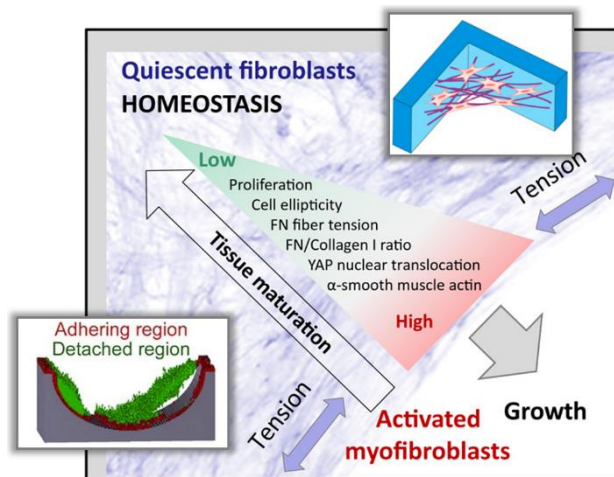 Quiescent fibroblasts
HOMEOSTASIS
Low
Proliferation
Cell ellipticity
FN fiber tension
FN/Collagen I ratio
YAP nuclear translocation
α-smooth muscle actin
High
Tension
Tissue maturation
Adhering region
Detached region
Tension
Activated
myofibroblasts
Growth